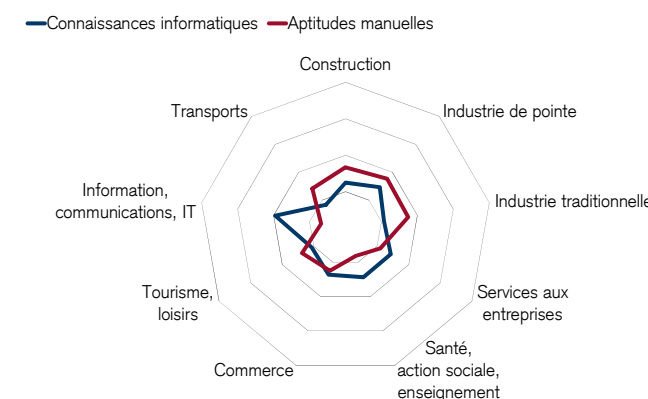 Connaissances informatiques
Aptitudes manuelles
Construction
Transports
Industrie de pointe
Information,
communications, IT
Industrie traditionnelle
Tourisme,
loisirs
Services aux
entreprises
Commerce
Santé,
action sociale,
enseignement